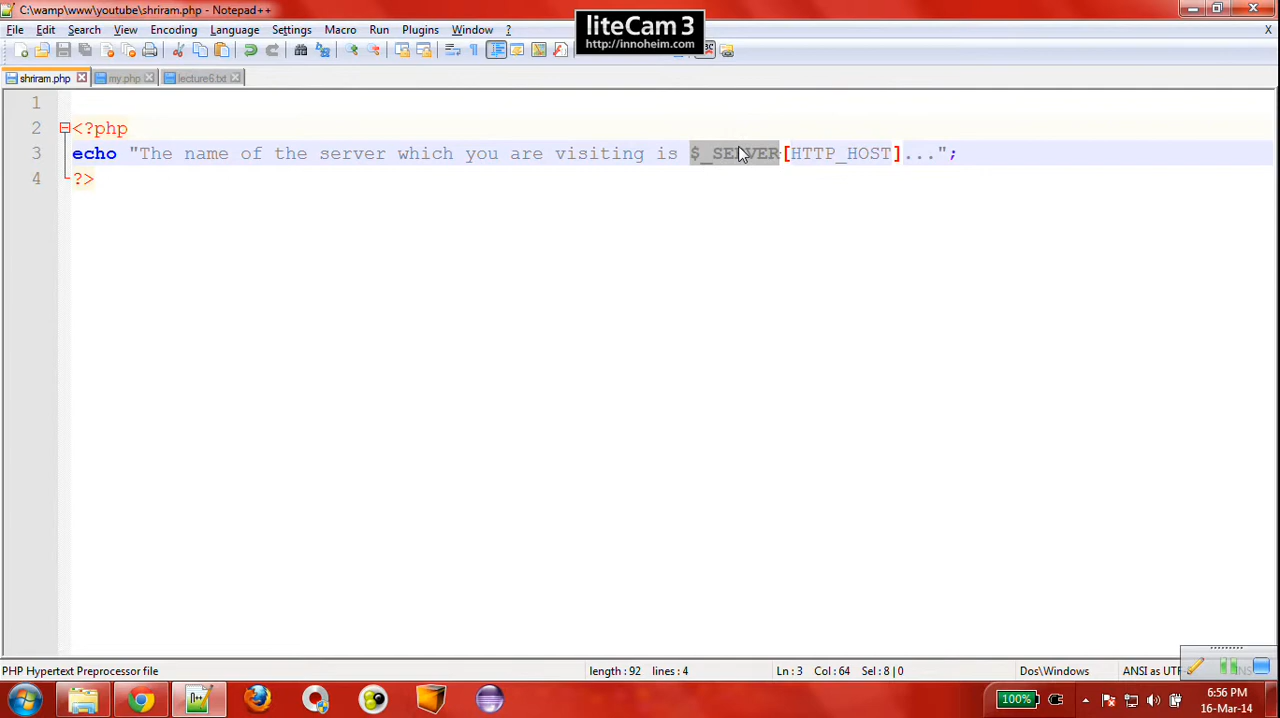 C:\wamp\www\youtube\shriram.php - Notepad++
liteCam 3
http://innoheim.com
File Edit Search View Encoding Language Settings Macro Run Plugins Window ? X
shriram.php my.php lecture6.txt
1
2 <?php
3 echo "The name of the server which you are visiting is $_SERVER[HTTP_HOST]...";
4 ?>
PHP Hypertext Preprocessor file length : 92 lines : 4 Ln : 3 Col : 64 Sel : 8 | 0 Dos\Windows ANSI as UTF
100% 6:56 PM
16-Mar-14